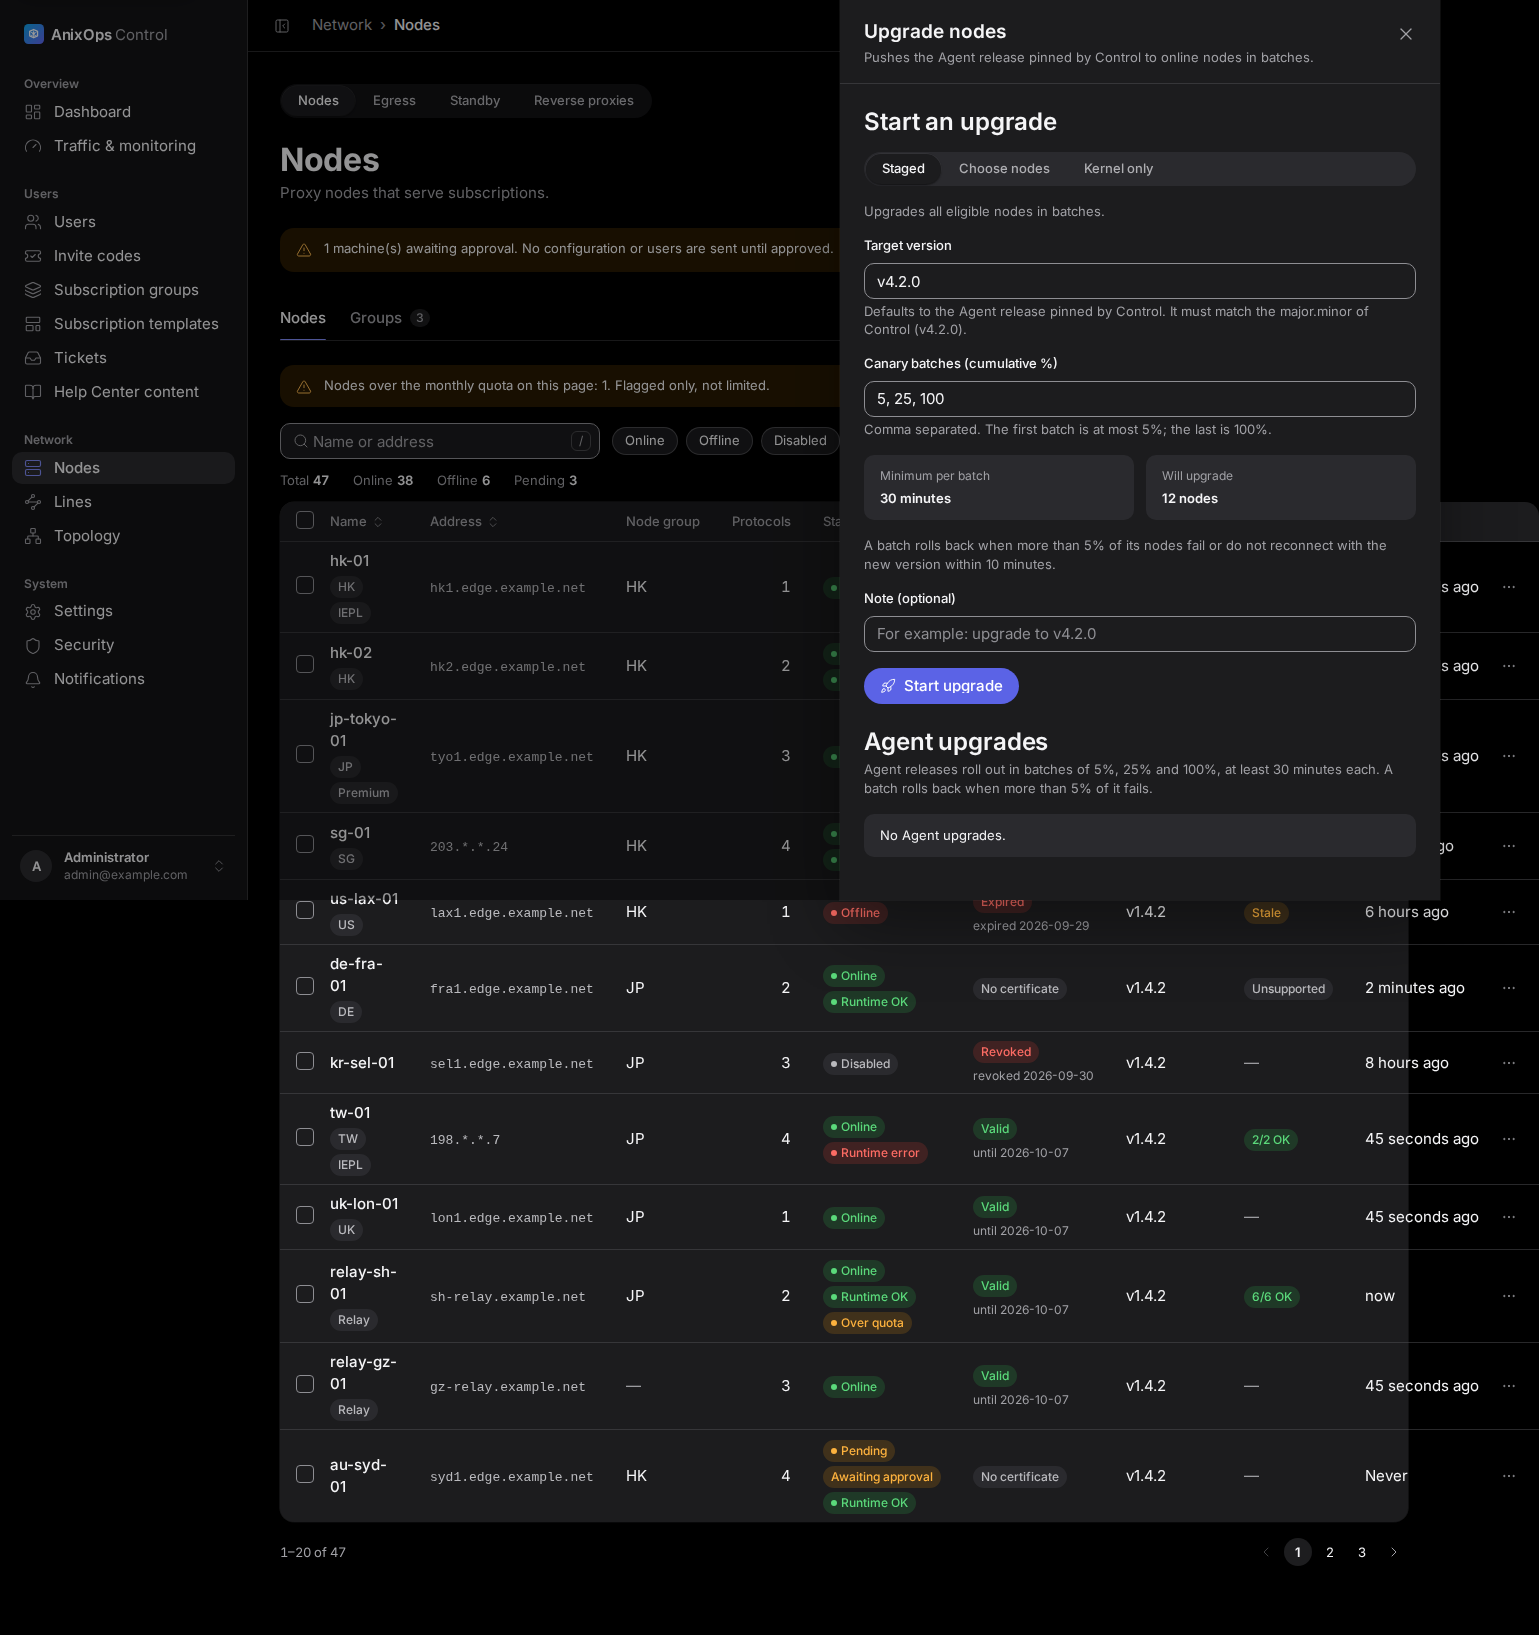 AnixOps Control
Overview
Dashboard
Traffic & monitoring
Users
Users
Invite codes
Subscription groups
Subscription templates
Tickets
Help Center content
Network
Nodes
Lines
Topology
System
Settings
Security
Notifications
A
Administrator
admin@example.com
Network › Nodes
Nodes Egress Standby Reverse proxies
Nodes
Proxy nodes that serve subscriptions.
1 machine(s) awaiting approval. No configuration or users are sent until approved.
Nodes Groups 3
Nodes over the monthly quota on this page: 1. Flagged only, not limited.
Name or address /
Online Offline Disabled
Total 47 Online 38 Offline 6 Pending 3
Name Address Node group Protocols Sta
hk-01
HK
IEPL
hk1.edge.example.net HK 1 s ago
hk-02
HK
hk2.edge.example.net HK 2 s ago
jp-tokyo-
01
JP
Premium
tyo1.edge.example.net HK 3 s ago
sg-01
SG
203.*.*.24 HK 4 go
us-lax-01
US
lax1.edge.example.net HK 1 Offline
Expired
expired 2026-09-29
v1.4.2 Stale 6 hours ago
de-fra-
01
DE
fra1.edge.example.net JP 2
Online
Runtime OK
No certificate v1.4.2 Unsupported 2 minutes ago
kr-sel-01 sel1.edge.example.net JP 3 Disabled
Revoked
revoked 2026-09-30
v1.4.2 — 8 hours ago
tw-01
TW
IEPL
198.*.*.7 JP 4
Online
Runtime error
Valid
until 2026-10-07
v1.4.2 2/2 OK 45 seconds ago
uk-lon-01
UK
lon1.edge.example.net JP 1 Online
Valid
until 2026-10-07
v1.4.2 — 45 seconds ago
relay-sh-
01
Relay
sh-relay.example.net JP 2
Online
Runtime OK
Over quota
Valid
until 2026-10-07
v1.4.2 6/6 OK now
relay-gz-
01
Relay
gz-relay.example.net — 3 Online
Valid
until 2026-10-07
v1.4.2 — 45 seconds ago
au-syd-
01
syd1.edge.example.net HK 4
Pending
Awaiting approval
Runtime OK
No certificate v1.4.2 — Never
1–20 of 47
1 2 3
Upgrade nodes
Pushes the Agent release pinned by Control to online nodes in batches.
Start an upgrade
Staged Choose nodes Kernel only
Upgrades all eligible nodes in batches.
Target version
v4.2.0
Defaults to the Agent release pinned by Control. It must match the major.minor of
Control (v4.2.0).
Canary batches (cumulative %)
5, 25, 100
Comma separated. The first batch is at most 5%; the last is 100%.
Minimum per batch
30 minutes
Will upgrade
12 nodes
A batch rolls back when more than 5% of its nodes fail or do not reconnect with the
new version within 10 minutes.
Note (optional)
For example: upgrade to v4.2.0
Start upgrade
Agent upgrades
Agent releases roll out in batches of 5%, 25% and 100%, at least 30 minutes each. A
batch rolls back when more than 5% of it fails.
No Agent upgrades.